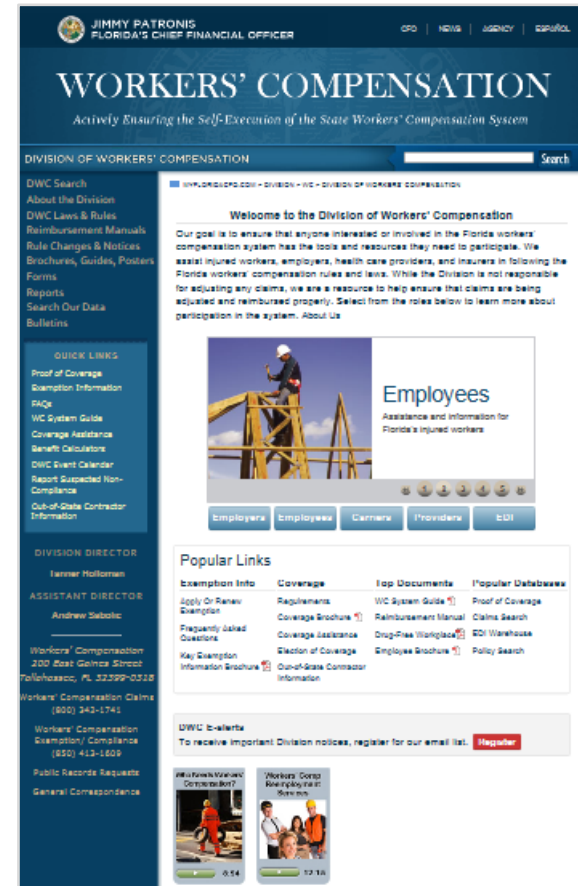 JIMMY PATRONIS
FLORIDA'S CHIEF FINANCIAL OFFICER
CFO | NEWS | AGENCY | ESPAÑOL
WORKERS' COMPENSATION
Actively Ensuring the Self-Execution of the State Workers' Compensation System
DIVISION OF WORKERS' COMPENSATION
Search
DWC Search
About the Division
DWC Laws & Rules
Reimbursement Manuals
Rule Changes & Notices
Brochures, Guides, Posters
Forms
Reports
Search Our Data
Bulletins
QUICK LINKS
Proof of Coverage
Exemption Information
FAQs
WC System Guide
Coverage Assistance
Benefit Calculators
DWC Event Calendar
Report Suspected Non-
Compliance
Out-of-State Contractor
Information
DIVISION DIRECTOR
Tanner Holloman
ASSISTANT DIRECTOR
Andrew Sabolic
Workers' Compensation
200 East Gaines Street
Tallahassee, FL 32399-0318
Workers' Compensation Claims
(800) 342-1741
Workers' Compensation
Exemption/ Compliance
(850) 413-1609
Public Records Requests
General Correspondence
MYFLORIDACFO.COM » DIVISION » WC » DIVISION OF WORKERS' COMPENSATION
Welcome to the Division of Workers' Compensation
Our goal is to ensure that anyone interested or involved in the Florida workers'
compensation system has the tools and resources they need to participate. We
assist injured workers, employers, health care providers, and insurers in following the
Florida workers' compensation rules and laws. While the Division is not responsible
for adjusting any claims, we are a resource to help ensure that claims are being
adjusted and reimbursed properly. Select from the roles below to learn more about
participation in the system. About Us
Employees
Assistance and information for
Florida's injured workers
« 1 2 3 4 5 »
Employers Employees Carriers Providers EDI
Popular Links
Exemption Info
Apply Or Renew
Exemption
Frequently Asked
Questions
Key Exemption
Information Brochure
Coverage
Requirements
Coverage Brochure
Coverage Assistance
Election of Coverage
Out-of-State Contractor
Information
Top Documents
WC System Guide
Reimbursement Manual
Drug-Free Workplace
Employee Brochure
Popular Databases
Proof of Coverage
Claims Search
EDI Warehouse
Policy Search
DWC E-alerts
To receive important Division notices, register for our email list. Register
Who Needs Workers'
Compensation?
8:54
Workers' Comp
Reemployment
Services
12:18